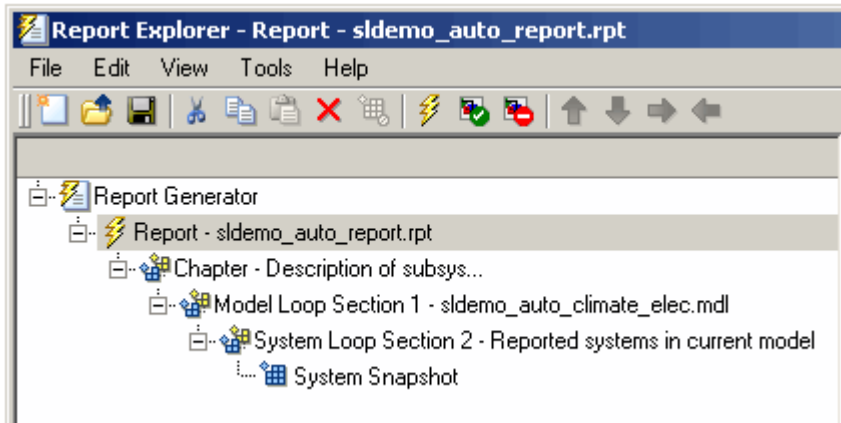 Report Explorer - Report - sldemo_auto_report.rpt
File Edit View Tools Help
Report Generator
Report - sldemo_auto_report.rpt
Chapter - Description of subsys...
Model Loop Section 1 - sldemo_auto_climate_elec.mdl
System Loop Section 2 - Reported systems in current model
System Snapshot